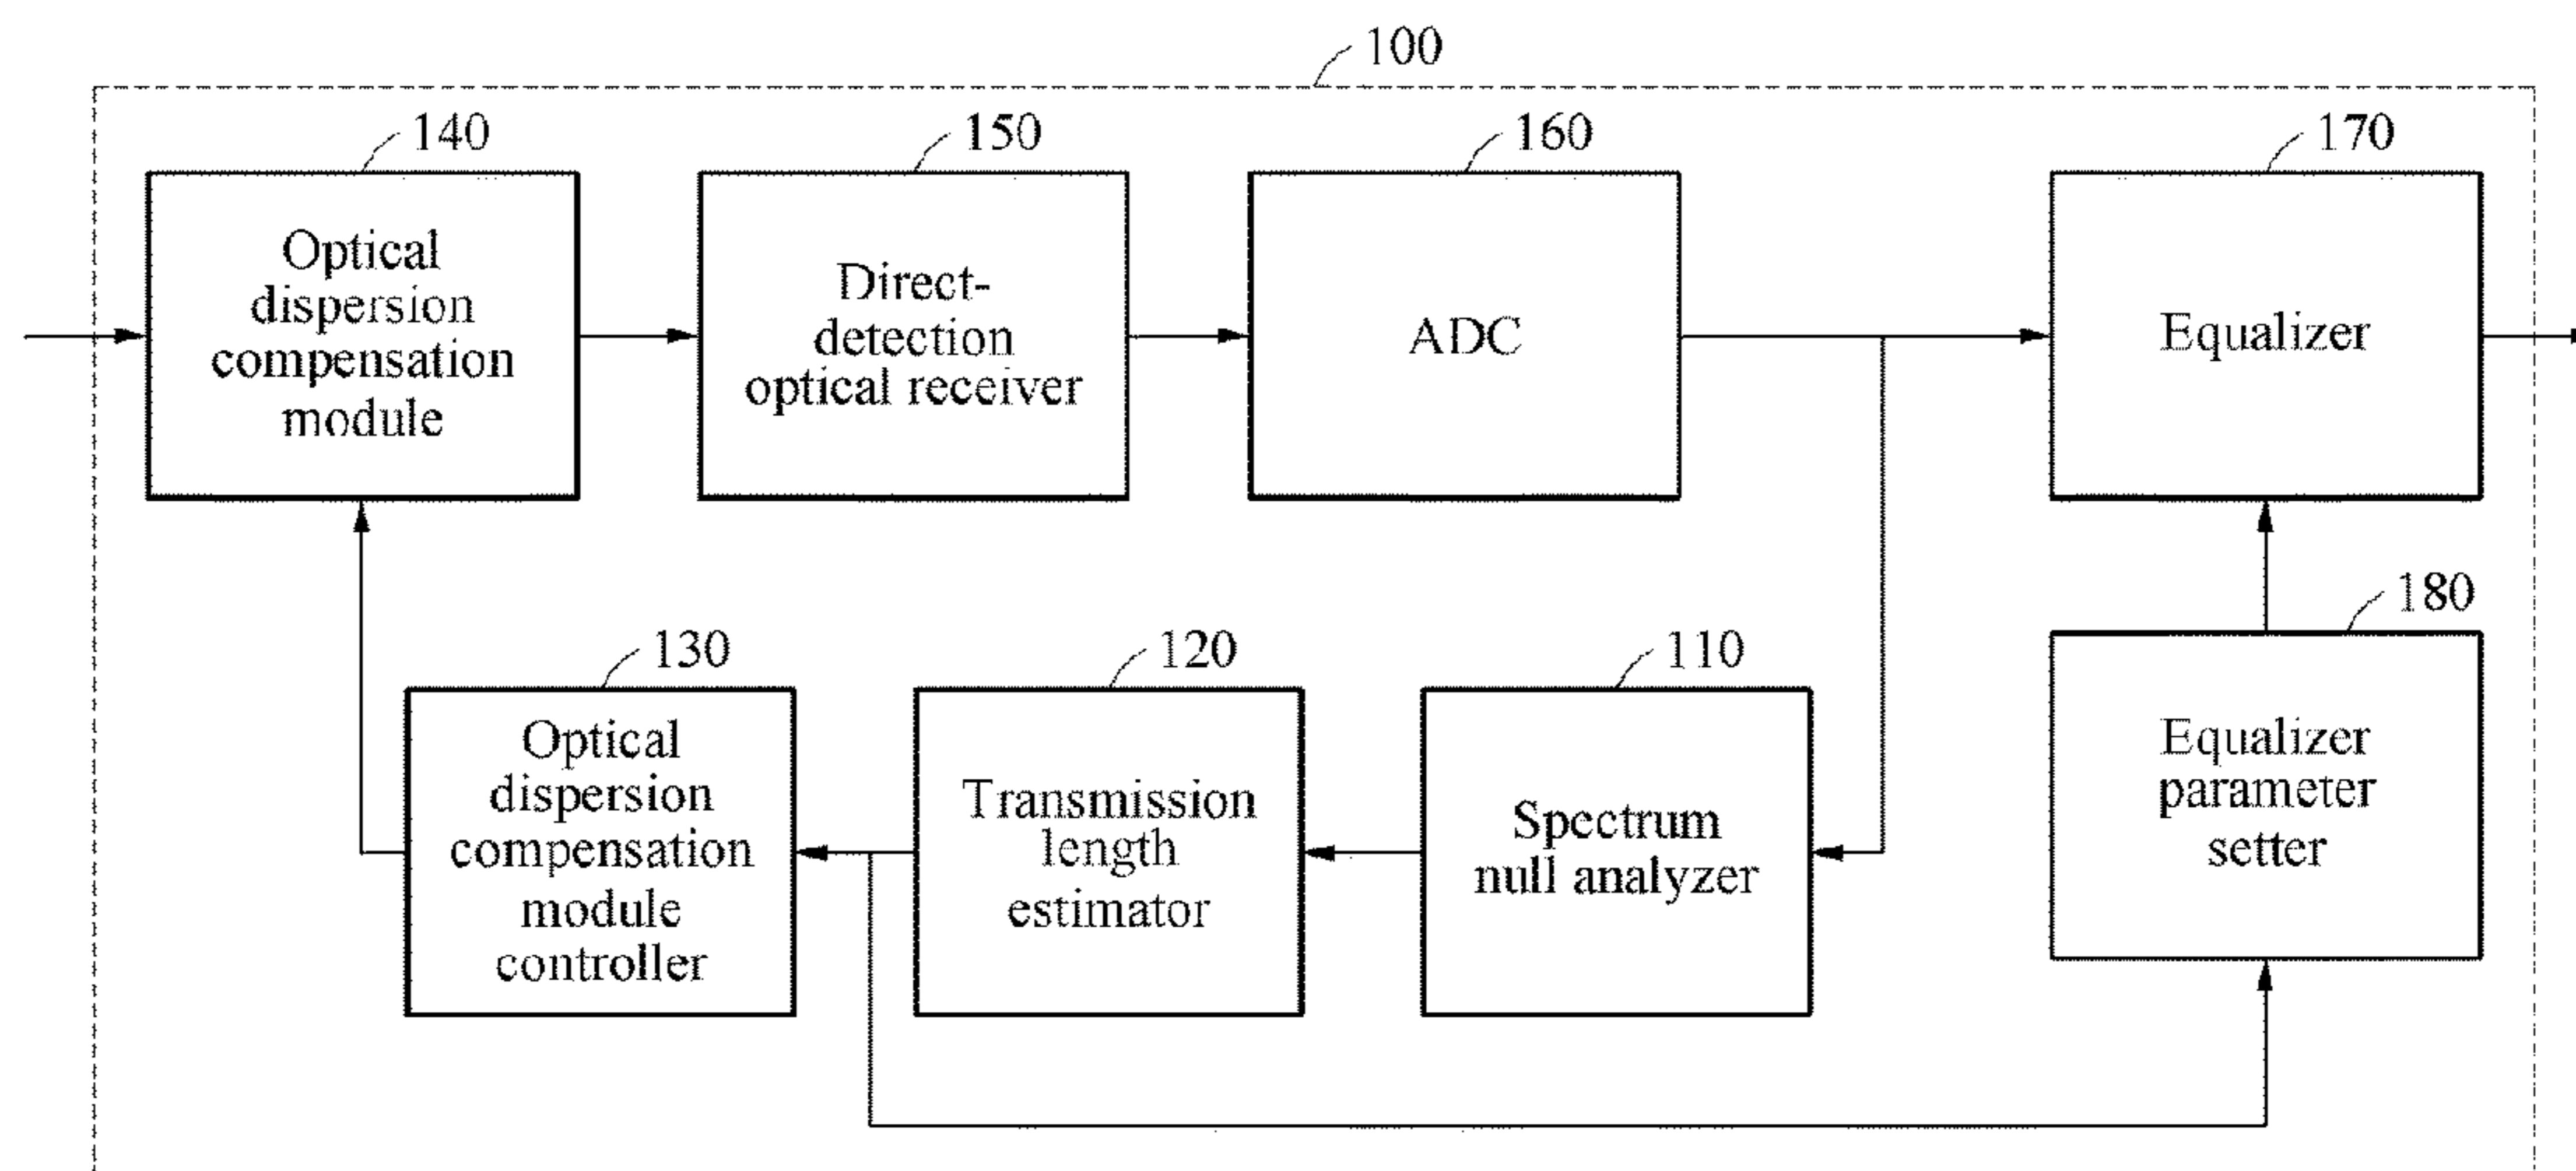 100
140
150
160
170
Optical
dispersion
compensation
module
Direct-
detection
optical receiver
ADC
Equalizer
130
120
110
180
Optical
dispersion
compensation
module
controller
Transmission
length
estimator
Spectrum
null analyzer
Equalizer
parameter
setter